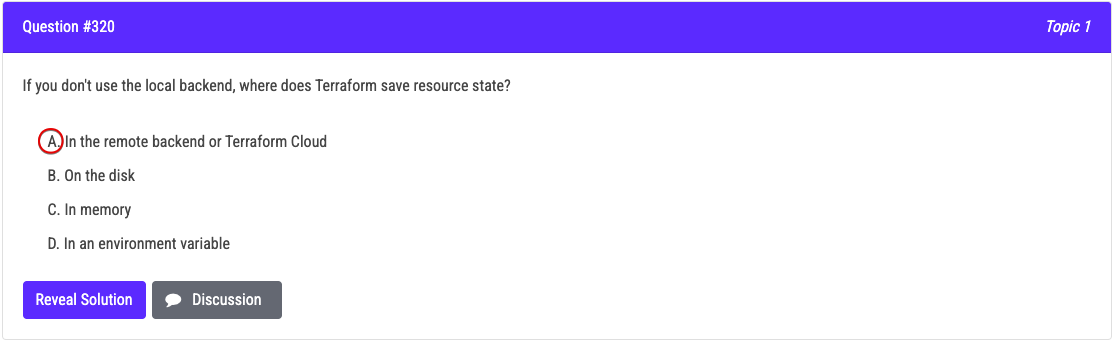 Question #320
Topic 1
If you don't use the local backend, where does Terraform save resource state?
A. In the remote backend or Terraform Cloud
B. On the disk
C. In memory
D. In an environment variable
Reveal Solution
Discussion